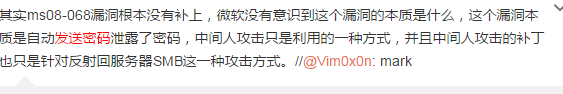 其实ms08-068漏洞根本没有补上，微软没有意识到这个漏洞的本质是什么，这个漏洞本
质是自动发送密码泄露了密码，中间人攻击只是利用的一种方式，并且中间人攻击的补丁
也只是针对反射回服务器SMB这一种攻击方式。//@Vim0x0n: mark